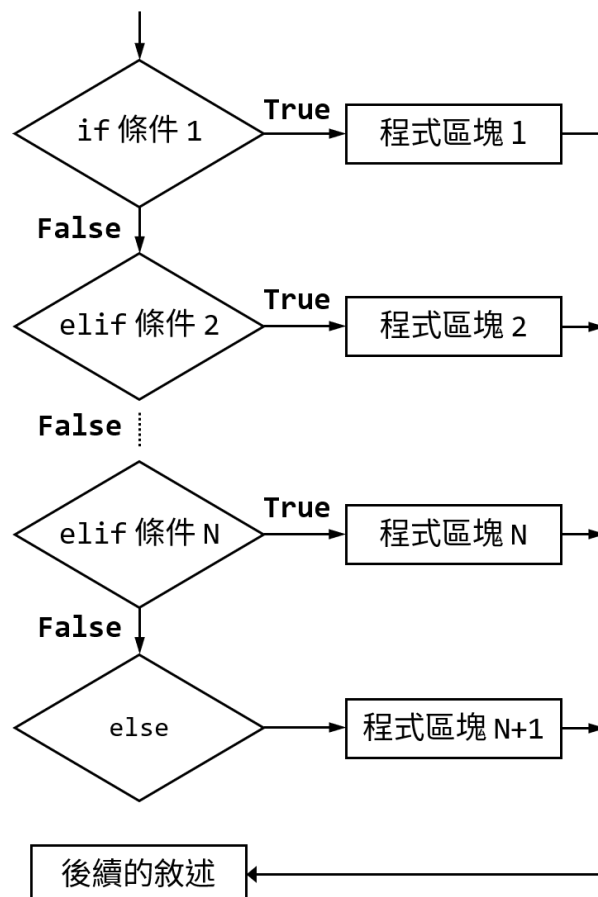 if 條件 1
True
程式區塊 1
False
elif 條件 2
True
程式區塊 2
False
elif 條件 N
True
程式區塊 N
False
else
程式區塊 N+1
後續的敘述